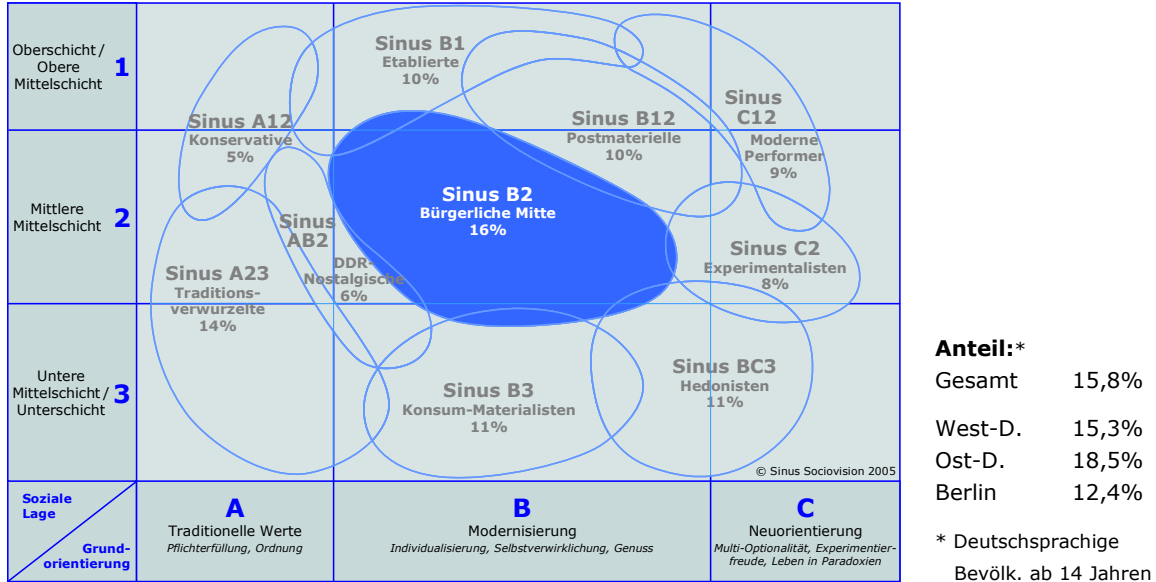 Oberschicht /
Obere
Mittelschicht
1
Mittlere
Mittelschicht
2
Untere
Mittelschicht /
Unterschicht
3
Sinus B1
Etablierte
10%
Sinus A12
Konservative
5%
Sinus B12
Postmaterielle
10%
Sinus
C12
Moderne
Performer
9%
Sinus B2
Bürgerliche Mitte
16%
Sinus
AB2
DDR-
Nostalgische
6%
Sinus A23
Traditions-
verwurzelte
14%
Sinus C2
Experimentalisten
8%
Sinus B3
Konsum-Materialisten
11%
Sinus BC3
Hedonisten
11%
© Sinus Sociovision 2005
Soziale
Lage
Grund-
orientierung
A
Traditionelle Werte
Pflichterfüllung, Ordnung
B
Modernisierung
Individualisierung, Selbstverwirklichung, Genuss
C
Neuorientierung
Multi-Optionalität, Experimentier-
freude, Leben in Paradoxien
Anteil:*
Gesamt 15,8%
West-D. 15,3%
Ost-D. 18,5%
Berlin 12,4%
* Deutschsprachige
Bevölk. ab 14 Jahren